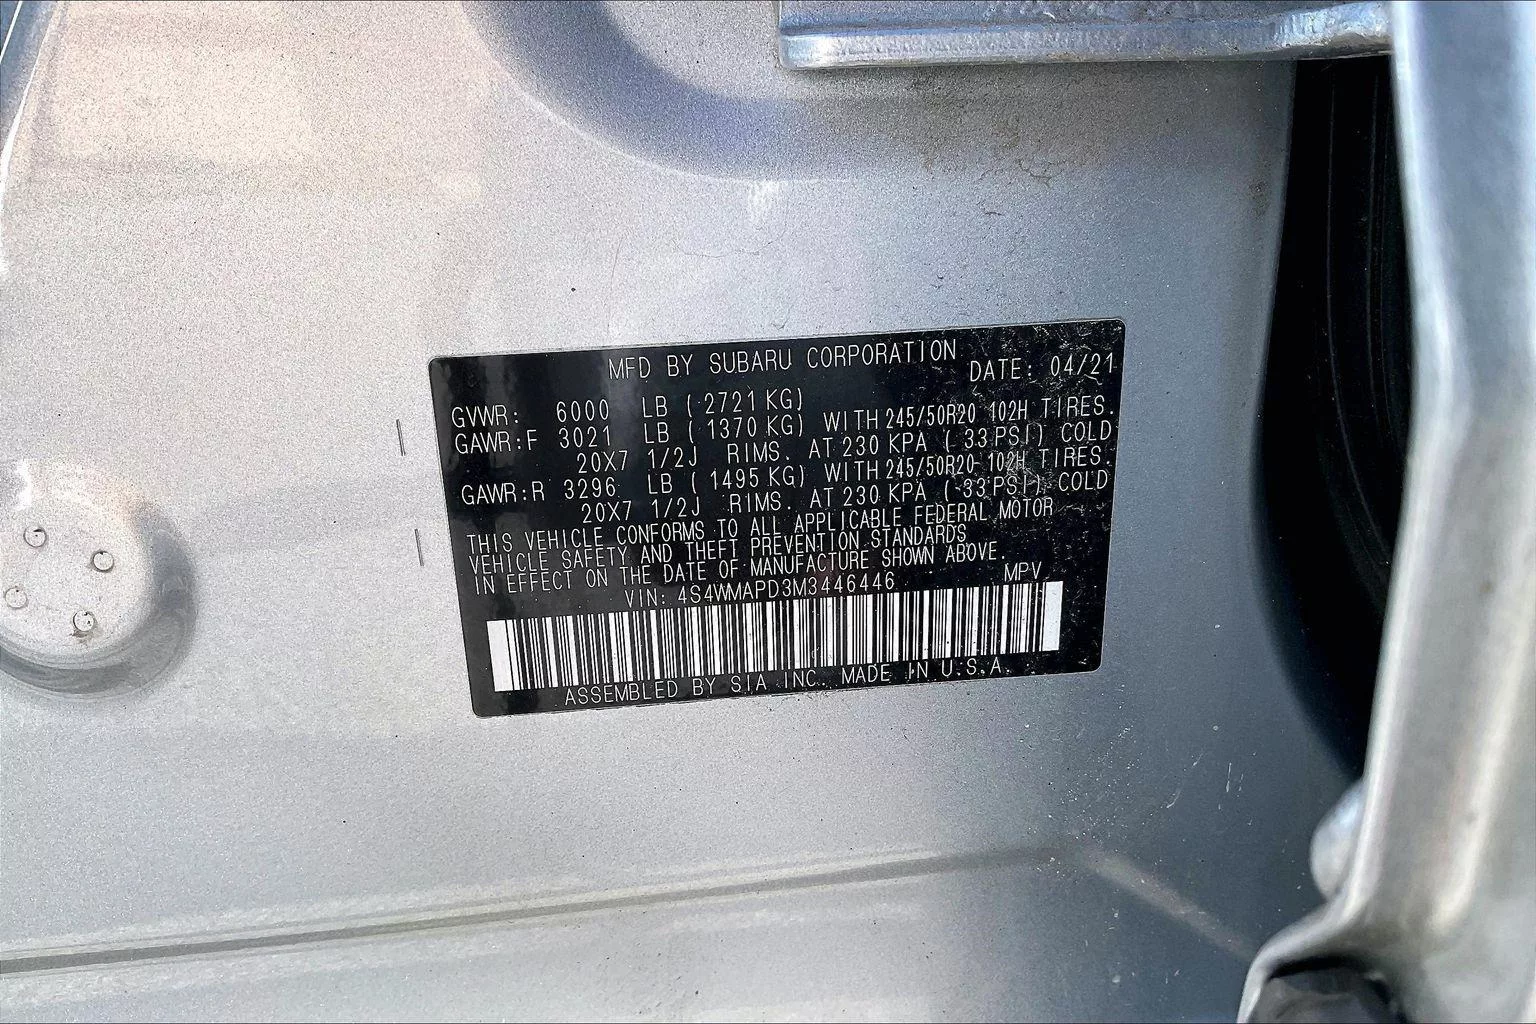 MFD BY SUBARU CORPORATION DATE: 04/21
GVWR: 6000 LB (2721 KG)
GAWR:F 3021 LB (1370 KG) WITH 245/50R20 102H TIRES.
20X7 1/2J RIMS. AT 230 KPA (33 PSI) COLD
GAWR:R 3296 LB (1495 KG) WITH 245/50R20 102H TIRES.
20X7 1/2J RIMS. AT 230 KPA (33 PSI) COLD
THIS VEHICLE CONFORMS TO ALL APPLICABLE FEDERAL MOTOR
VEHICLE SAFETY AND THEFT PREVENTION STANDARDS
IN EFFECT ON THE DATE OF MANUFACTURE SHOWN ABOVE.
VIN: 4S4WMAPD3M3446446 MPV
ASSEMBLED BY SIA INC. MADE IN U.S.A.